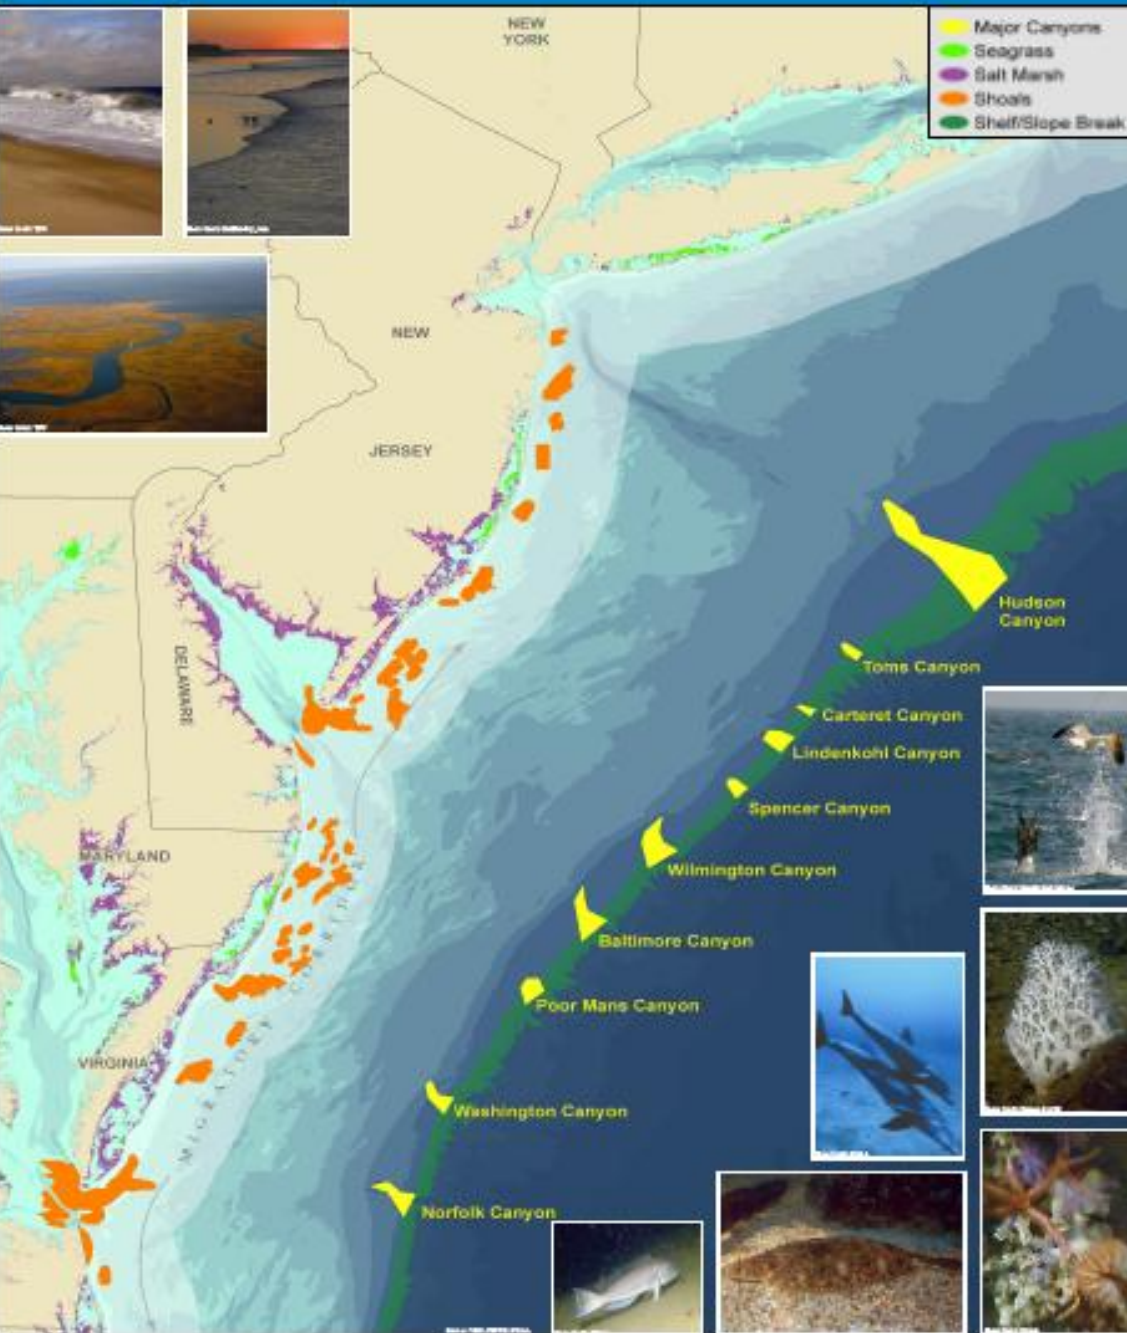 NEW
YORK
Major Canyons
Seagrass
Salt Marsh
Shoals
Shelf/Slope Break
NEW
JERSEY
Hudson
Canyon
DELAWARE
Toms Canyon
Carteret Canyon
Lindenkohl Canyon
Spencer Canyon
MARYLAND
Wilmington Canyon
Baltimore Canyon
Poor Mans Canyon
MIGRATORY CORRIDOR
VIRGINIA
Washington Canyon
Norfolk Canyon